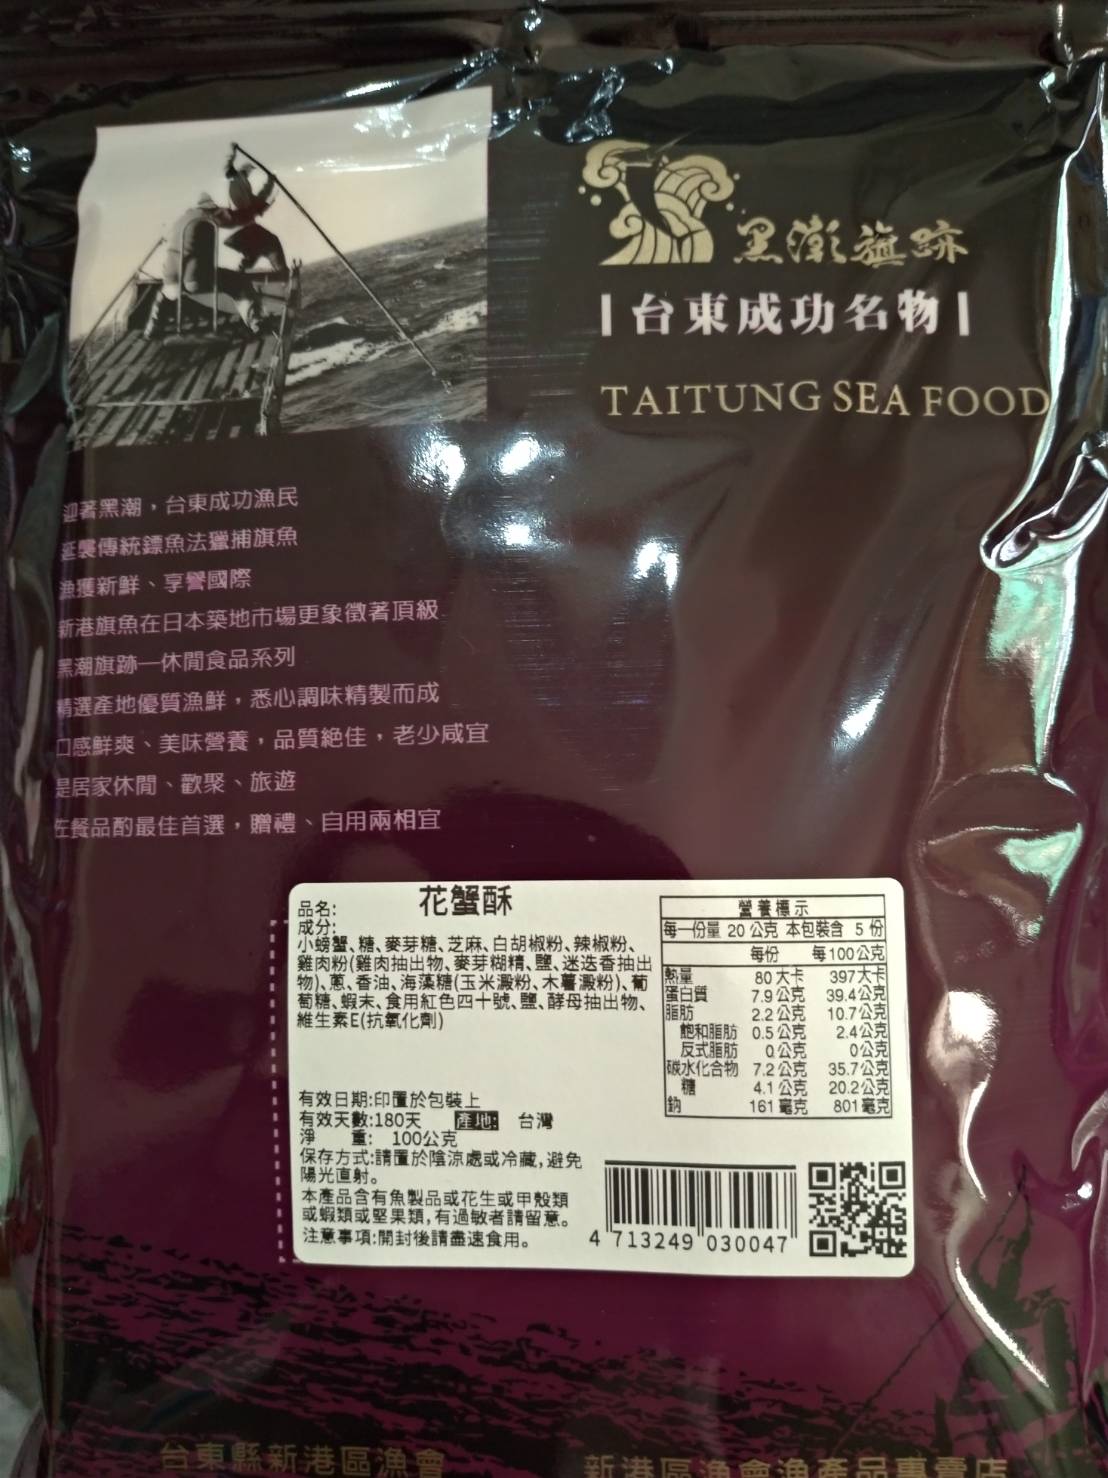 黑潮旗跡
|台東成功名物|
TAITUNG SEA FOOD
迎著黑潮，台東成功漁民
延襲傳統鏢魚法獵捕旗魚
漁獲新鮮、享譽國際
新港旗魚在日本築地市場更象徵著頂級
黑潮旗跡—休閒食品系列
精選產地優質漁鮮，悉心調味精製而成
口感鮮爽、美味營養，品質絕佳，老少咸宜
是居家休閒、歡聚、旅遊
佐餐品酌最佳首選，贈禮、自用兩相宜
品名: 花蟹酥
成分:
小螃蟹、糖、麥芽糖、芝麻、白胡椒粉、辣椒粉、
雞肉粉(雞肉抽出物、麥芽糊精、鹽、迷迭香抽出
物)、蔥、香油、海藻糖(玉米澱粉、木薯澱粉)、葡
萄糖、蝦末、食用紅色四十號、鹽、酵母抽出物、
維生素E(抗氧化劑)
有效日期:印置於包裝上
有效天數:180天 產地: 台灣
淨 重: 100公克
保存方式:請置於陰涼處或冷藏,避免
陽光直射。
本產品含有魚製品或花生或甲殼類
或蝦類或堅果類,有過敏者請留意。
注意事項:開封後請盡速食用。
營養標示
每一份量 20 公克 本包裝含 5 份
每份 每100公克
熱量 80 大卡 397大卡
蛋白質 7.9 公克 39.4公克
脂肪 2.2 公克 10.7公克
飽和脂肪 0.5 公克 2.4公克
反式脂肪 0 公克 0公克
碳水化合物 7.2 公克 35.7公克
糖 4.1 公克 20.2公克
鈉 161 毫克 801毫克
4 713249 030047
台東縣新港區漁會
新港區漁會漁產品專賣店